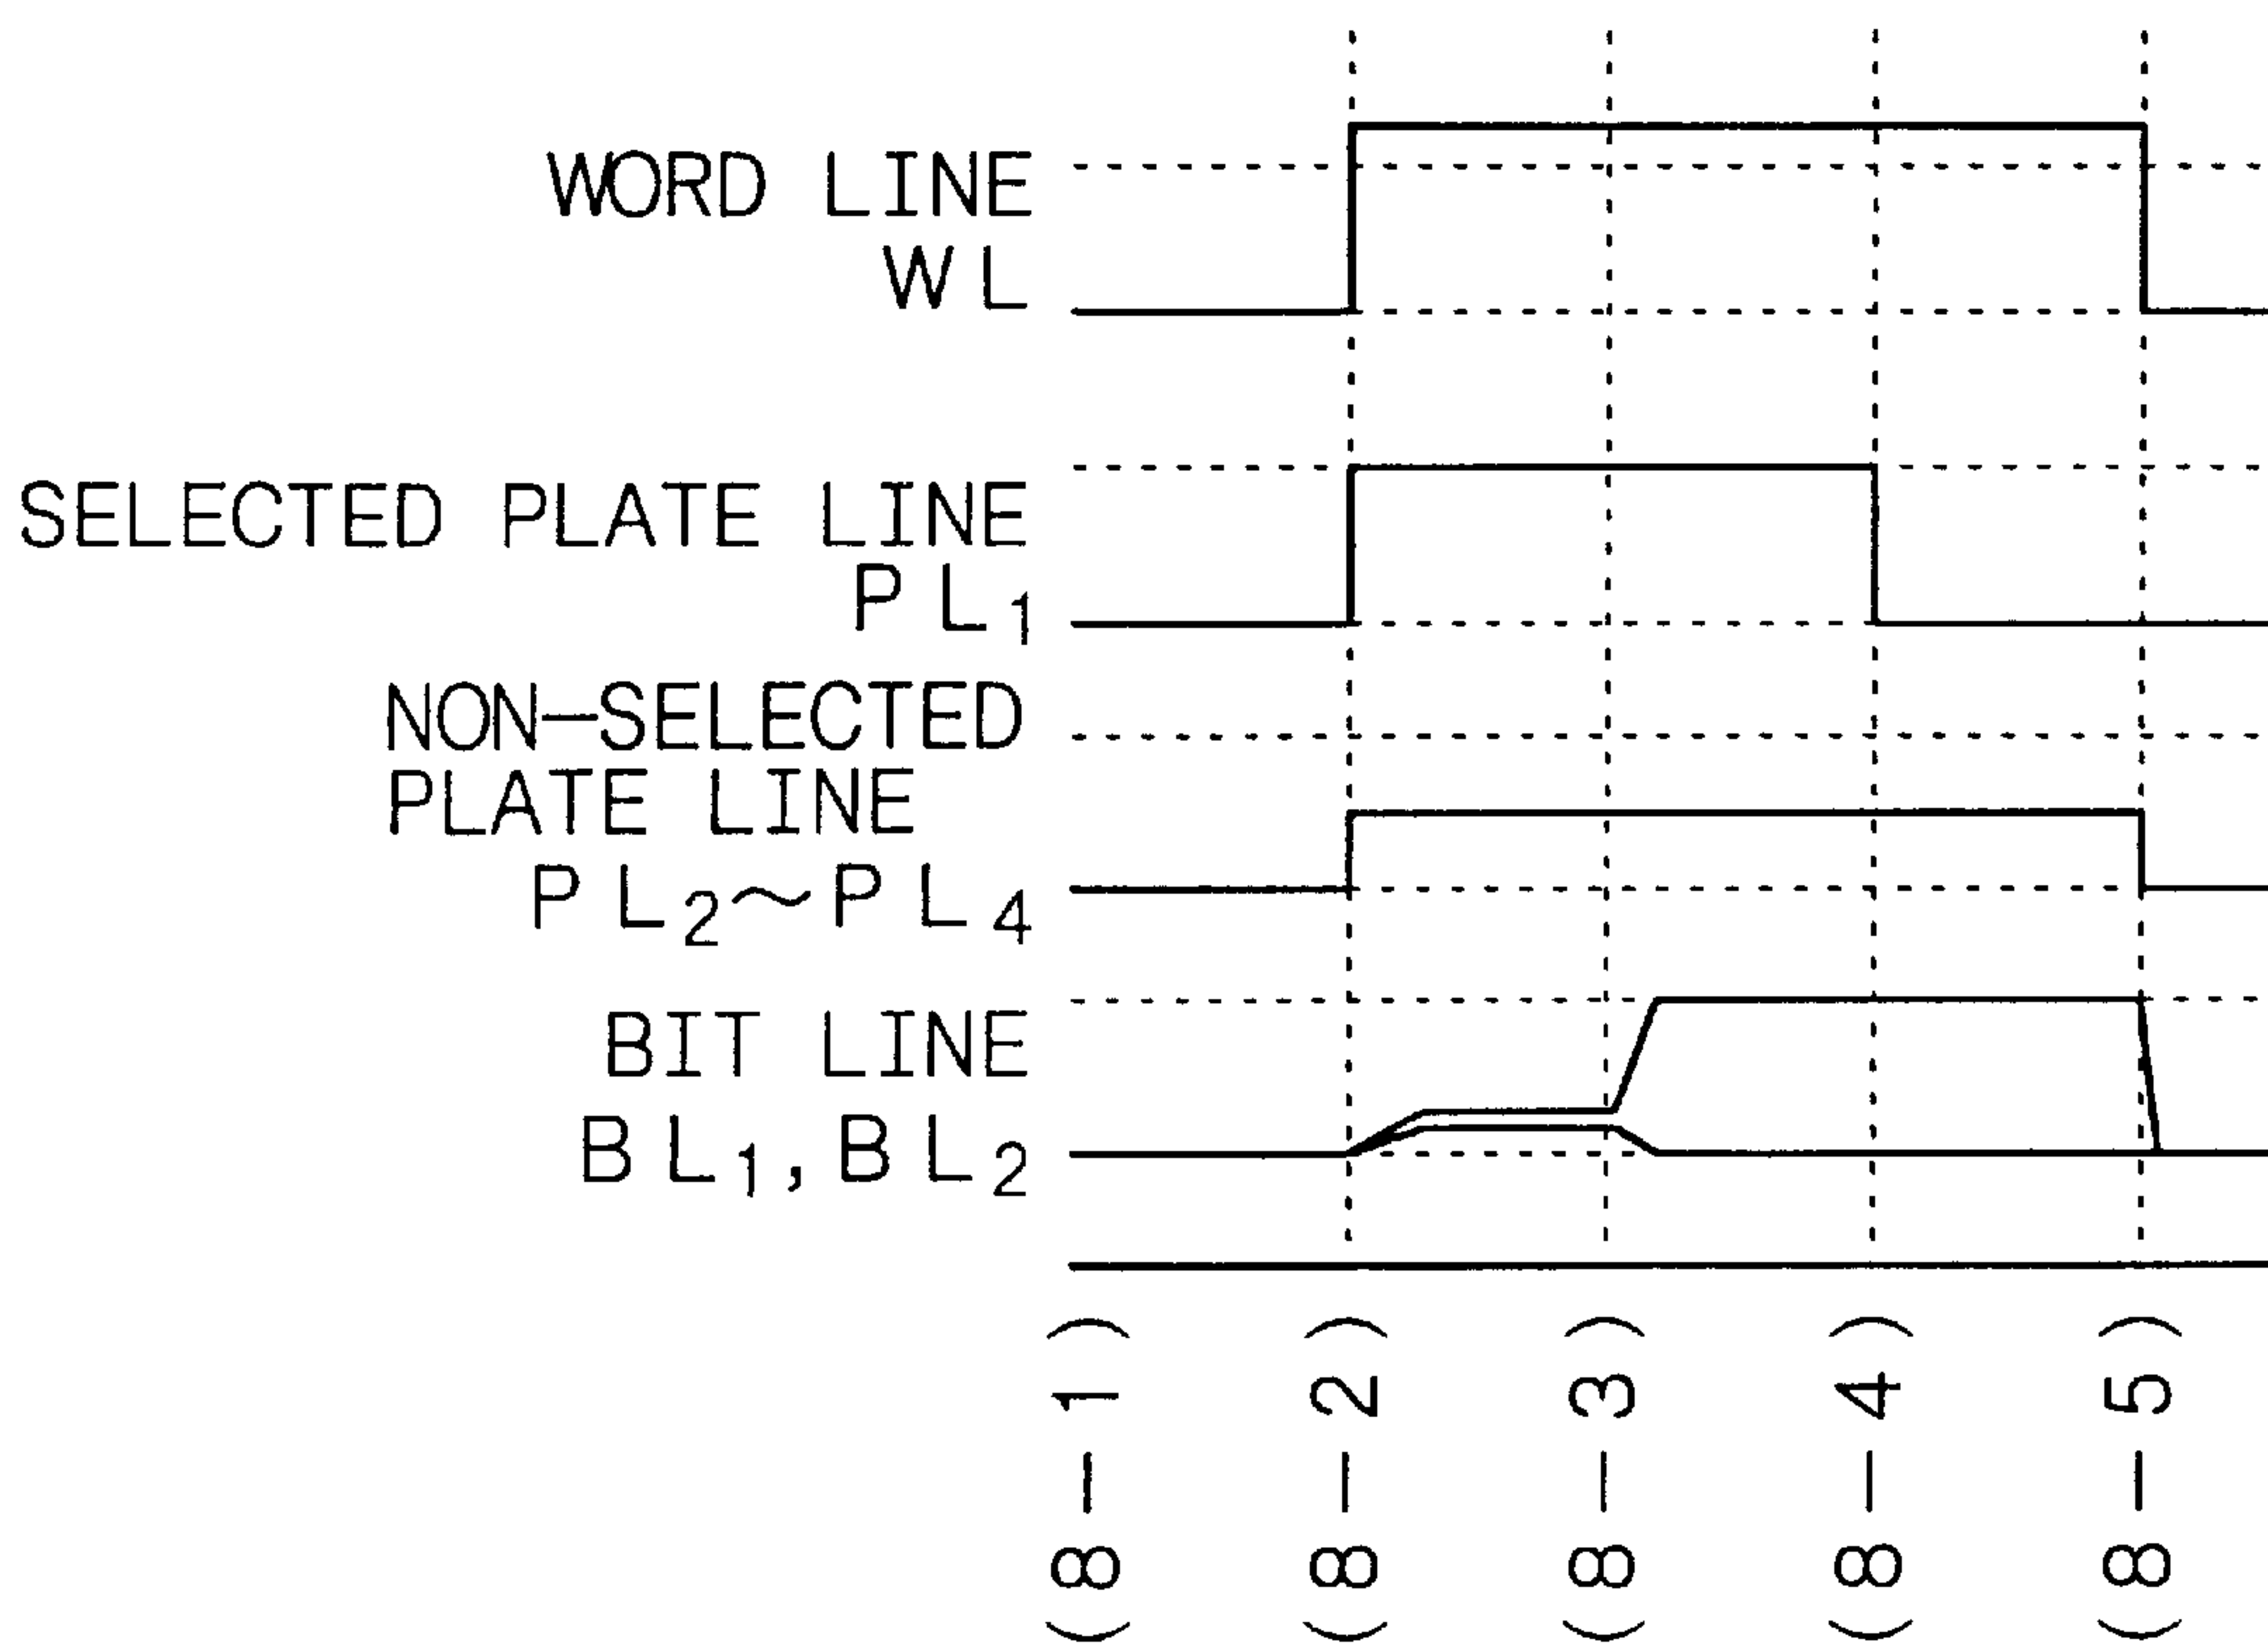 WORD LINE
WL
SELECTED PLATE LINE
PL₁
NON-SELECTED
PLATE LINE
PL₂~PL₄
BIT LINE
BL₁, BL₂
(8-1)
(8-2)
(8-3)
(8-4)
(8-5)